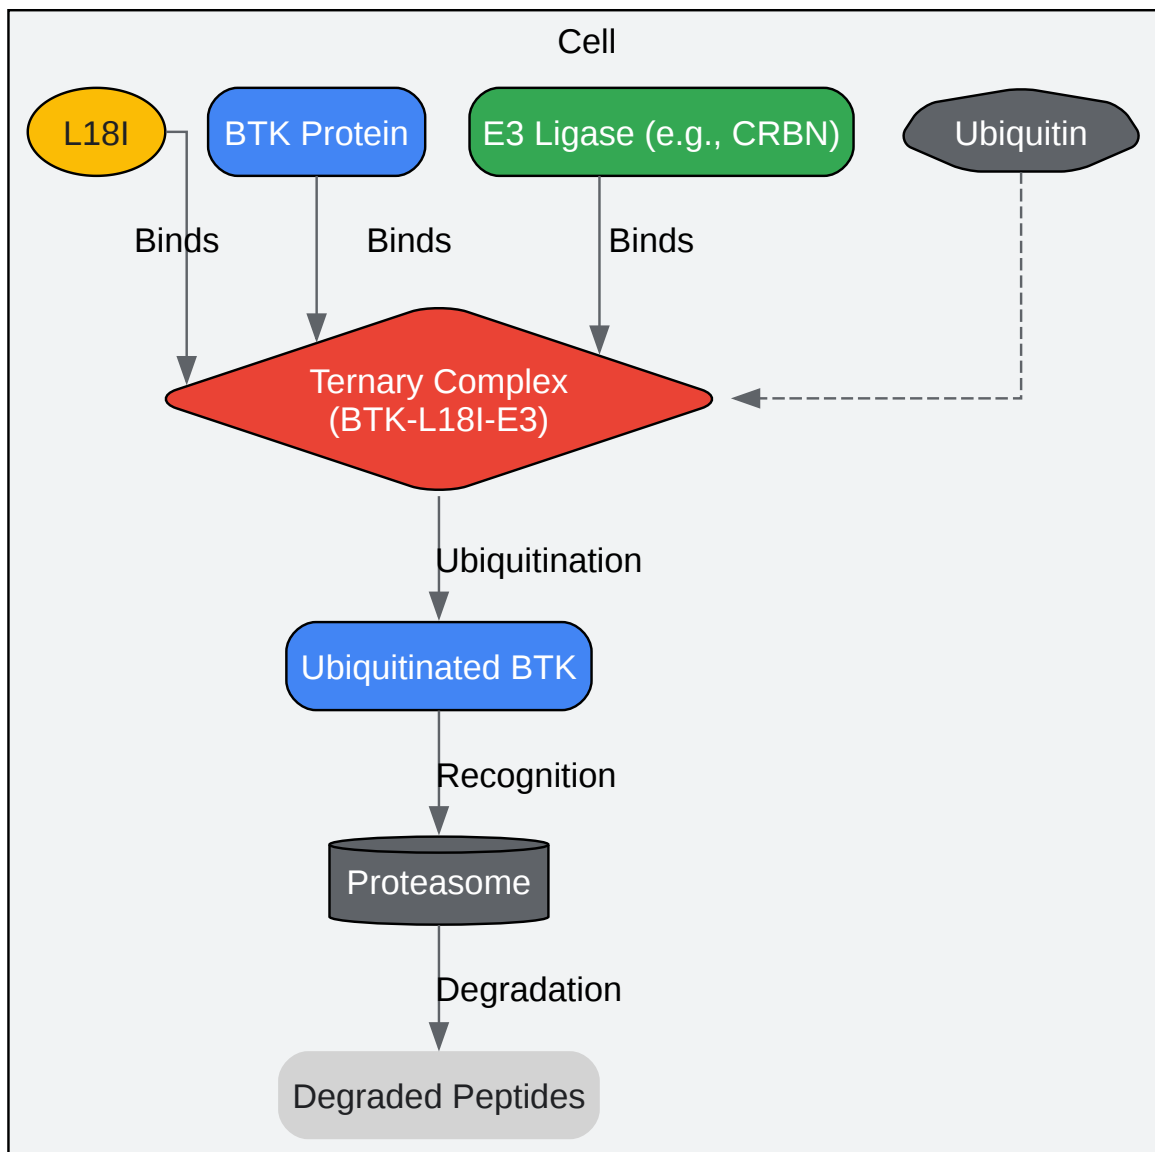 Cell
L18I
BTK Protein
E3 Ligase (e.g., CRBN)
Ubiquitin
Binds
Binds
Binds
Ternary Complex
(BTK-L18I-E3)
Ubiquitination
Ubiquitinated BTK
Recognition
Proteasome
Degradation
Degraded Peptides